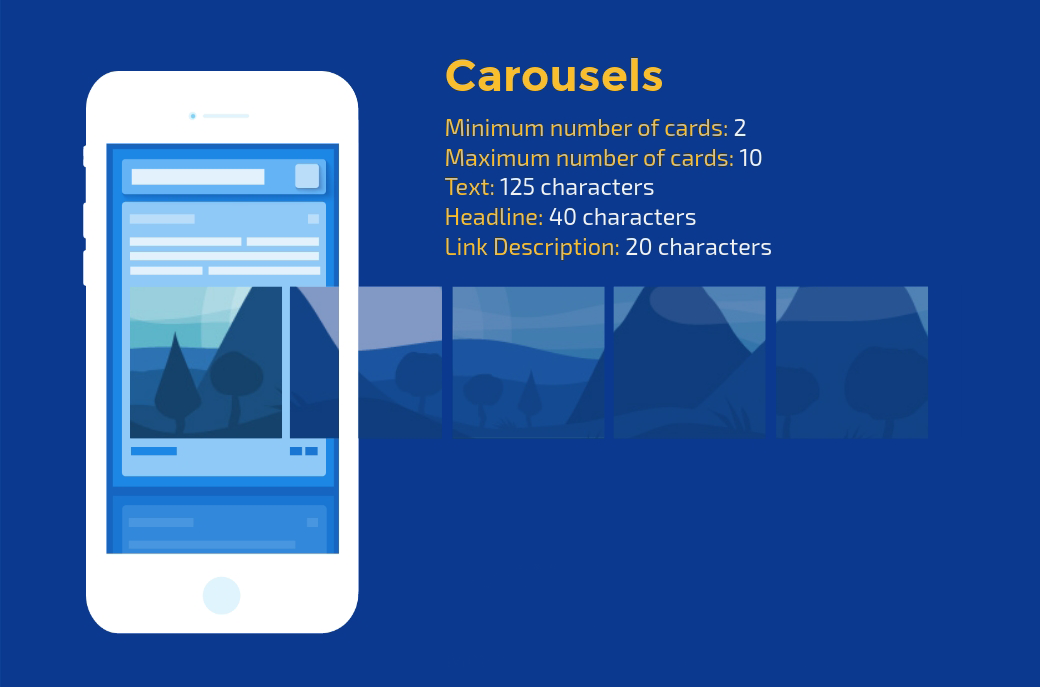 Carousels
Minimum number of cards: 2
Maximum number of cards: 10
Text: 125 characters
Headline: 40 characters
Link Description: 20 characters